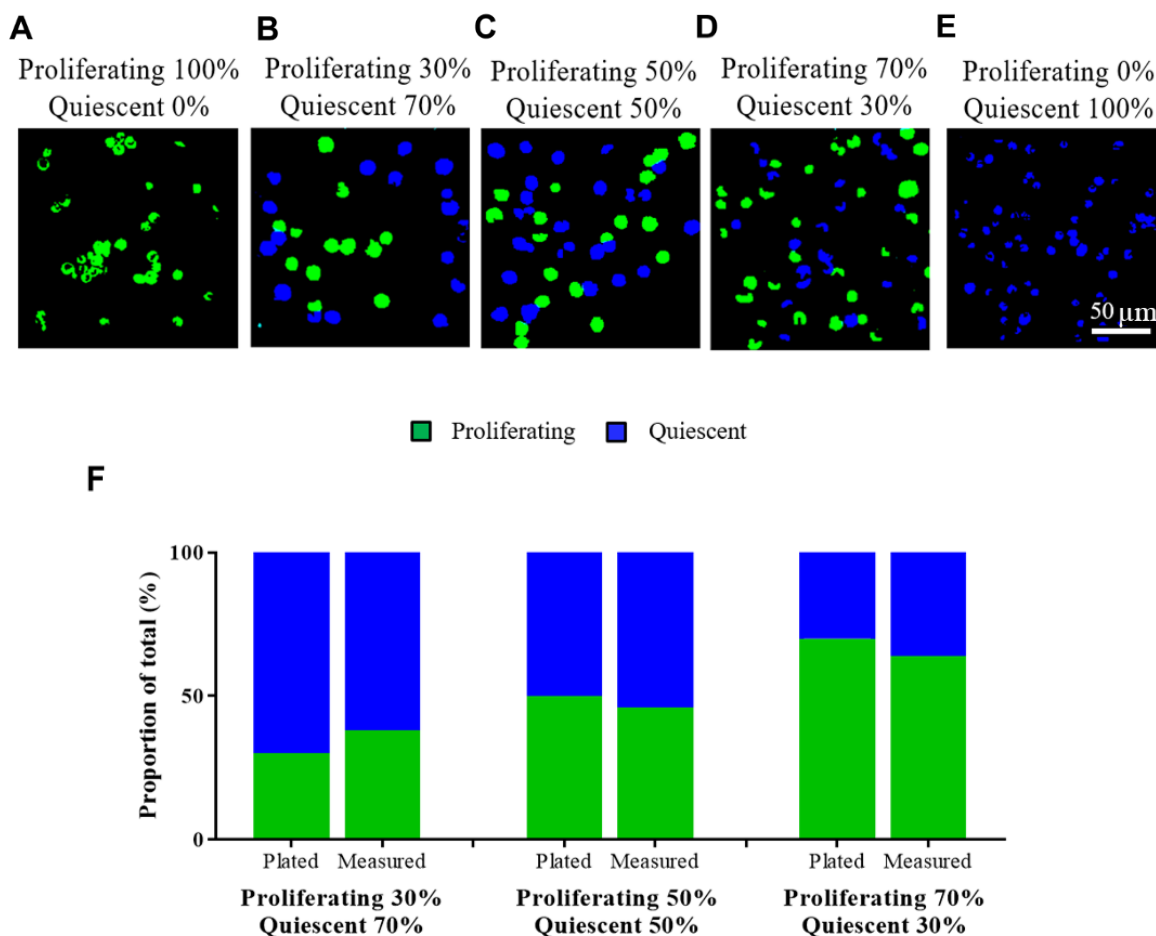 A
Proliferating 100%
Quiescent 0%
B
Proliferating 30%
Quiescent 70%
C
Proliferating 50%
Quiescent 50%
D
Proliferating 70%
Quiescent 30%
E
Proliferating 0%
Quiescent 100%
50 μm
Proliferating Quiescent
F
Proportion of total (%)
100
50
0
Plated Measured Plated Measured Plated Measured
Proliferating 30%
Quiescent 70%
Proliferating 50%
Quiescent 50%
Proliferating 70%
Quiescent 30%